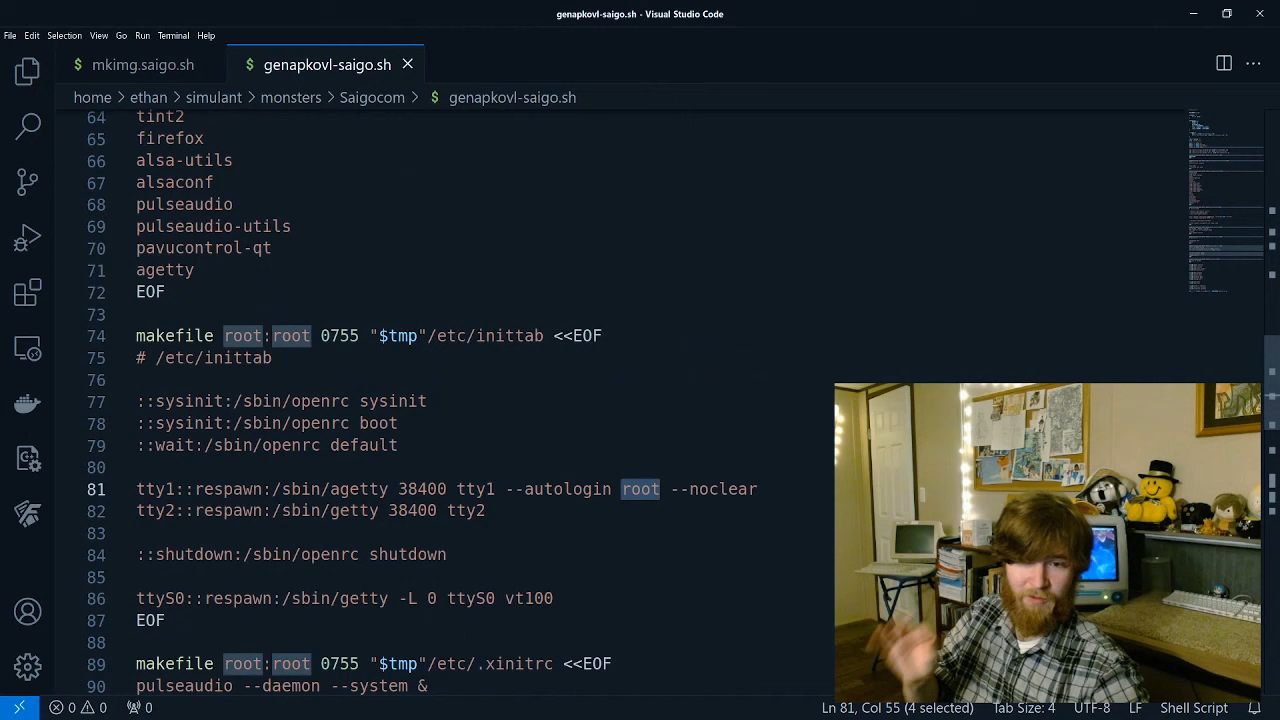 genapkovl-saigo.sh - Visual Studio Code
File Edit Selection View Go Run Terminal Help
$ mkimg.saigo.sh $ genapkovl-saigo.sh
home > ethan > simulant > monsters > Saigocom > $ genapkovl-saigo.sh
64 tint2
65 firefox
66 alsa-utils
67 alsaconf
68 pulseaudio
69 pulseaudio-utils
70 pavucontrol-qt
71 agetty
72 EOF
73
74 makefile root:root 0755 "$tmp"/etc/inittab <<EOF
75 # /etc/inittab
76
77 ::sysinit:/sbin/openrc sysinit
78 ::sysinit:/sbin/openrc boot
79 ::wait:/sbin/openrc default
80
81 tty1::respawn:/sbin/agetty 38400 tty1 --autologin root --noclear
82 tty2::respawn:/sbin/getty 38400 tty2
83
84 ::shutdown:/sbin/openrc shutdown
85
86 ttyS0::respawn:/sbin/getty -L 0 ttyS0 vt100
87 EOF
88
89 makefile root:root 0755 "$tmp"/etc/.xinitrc <<EOF
90 pulseaudio --daemon --system &
0 0 0 Ln 81, Col 55 (4 selected) Tab Size: 4 UTF-8 LF Shell Script